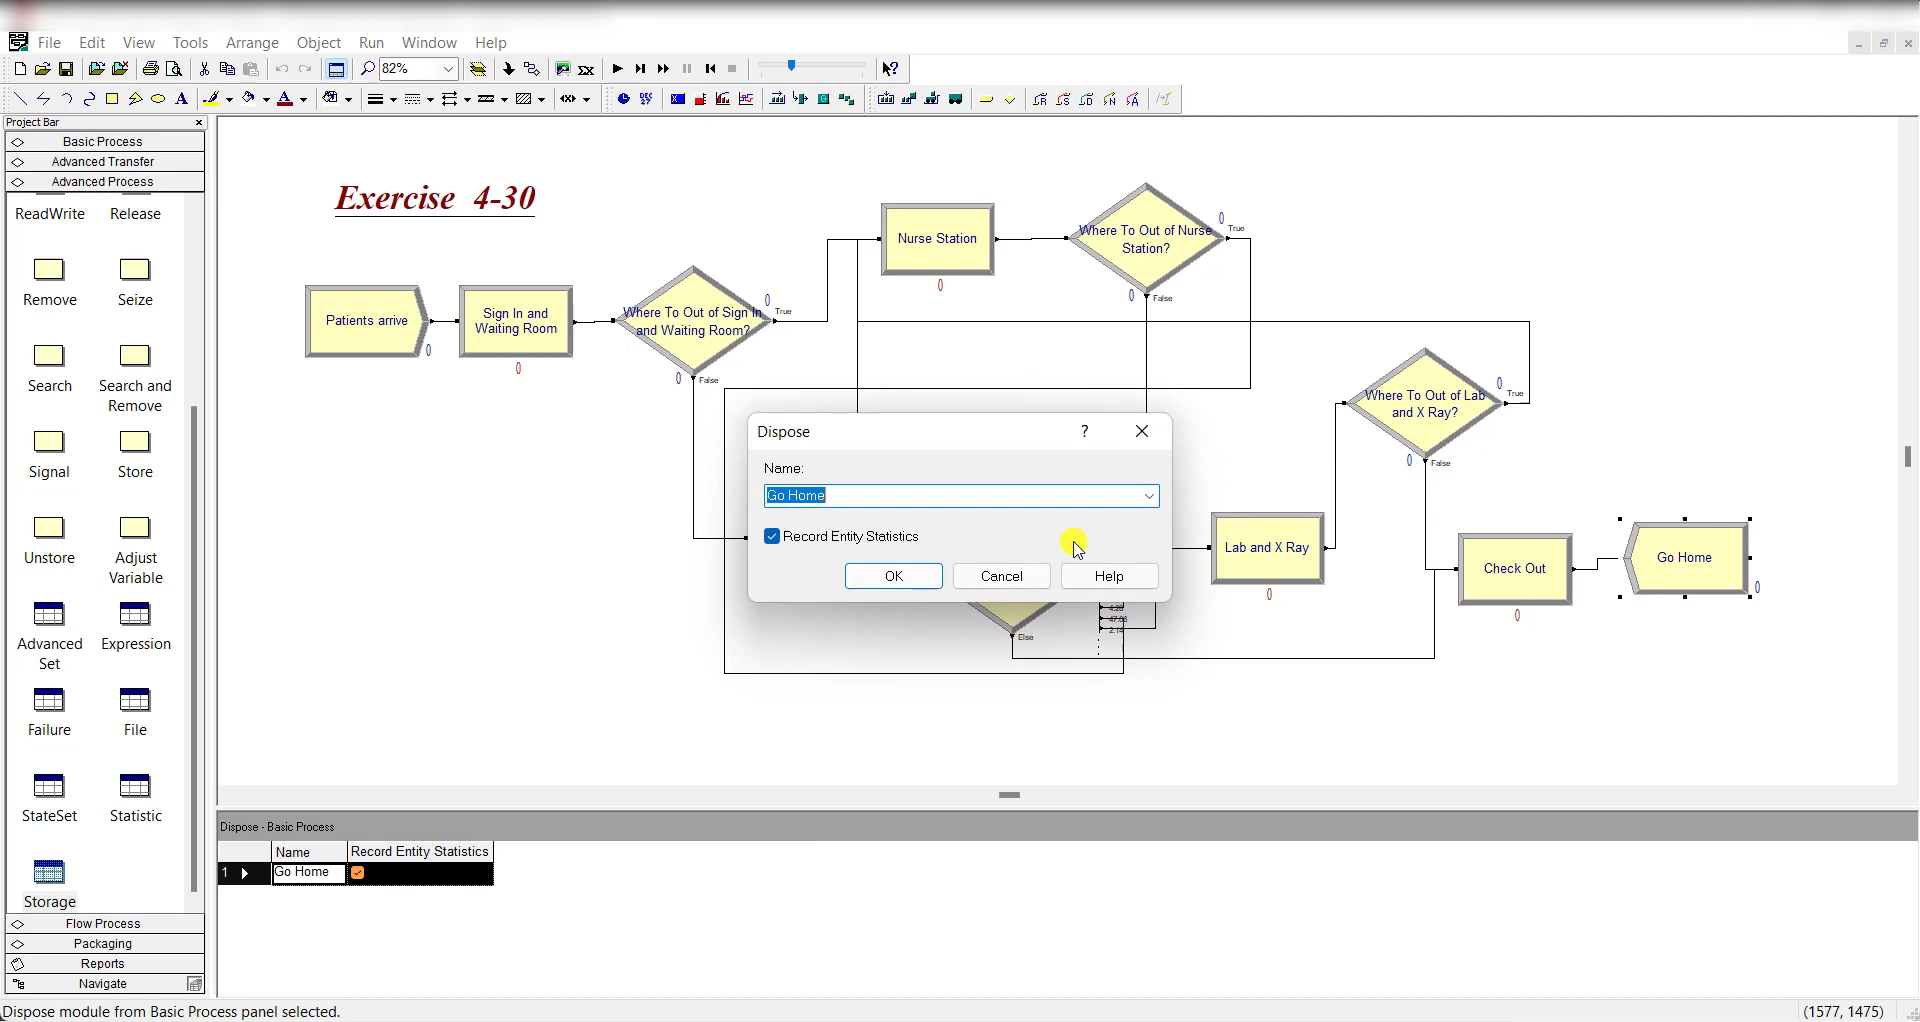 File Edit View Tools Arrange Object Run Window Help
82%
Project Bar
Basic Process
Advanced Transfer
Advanced Process
ReadWrite Release
Remove Seize
Search Search and Remove
Signal Store
Unstore Adjust Variable
Advanced Set Expression
Failure File
StateSet Statistic
Storage
Flow Process
Packaging
Reports
Navigate
Exercise 4-30
Patients arrive
0
Sign In and
Waiting Room
0
Where To Out of Sign In
and Waiting Room?
0 True
0 False
Nurse Station
0
Where To Out of Nurse
Station?
0 True
0 False
Where To Out of Lab
and X Ray?
0 True
0 False
Lab and X Ray
0
Check Out
0
Go Home
0
47.06
2.14
Else
Dispose
?
Name:
Go Home
Record Entity Statistics
OK Cancel Help
Dispose - Basic Process
Name Record Entity Statistics
1 Go Home
Dispose module from Basic Process panel selected.
(1577, 1475)